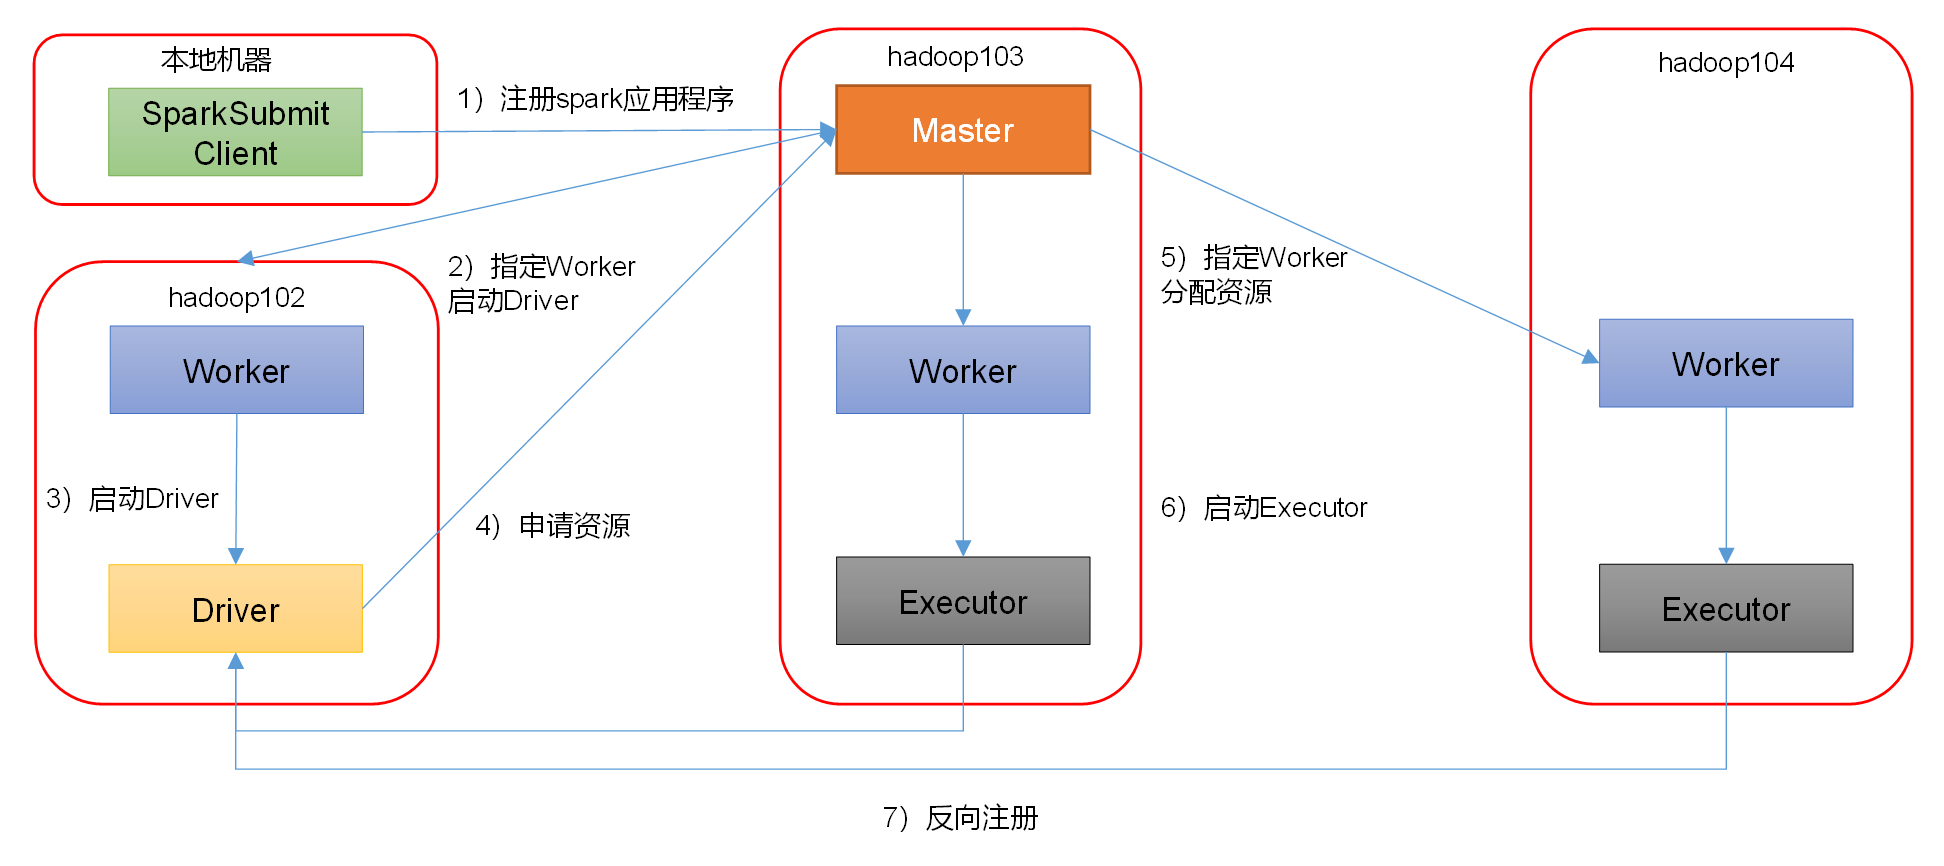 本地机器
SparkSubmit
Client
1）注册spark应用程序
hadoop103
Master
hadoop104
hadoop102
2）指定Worker
启动Driver
5）指定Worker
分配资源
Worker
Worker
Worker
3）启动Driver
4）申请资源
6）启动Executor
Driver
Executor
Executor
7）反向注册